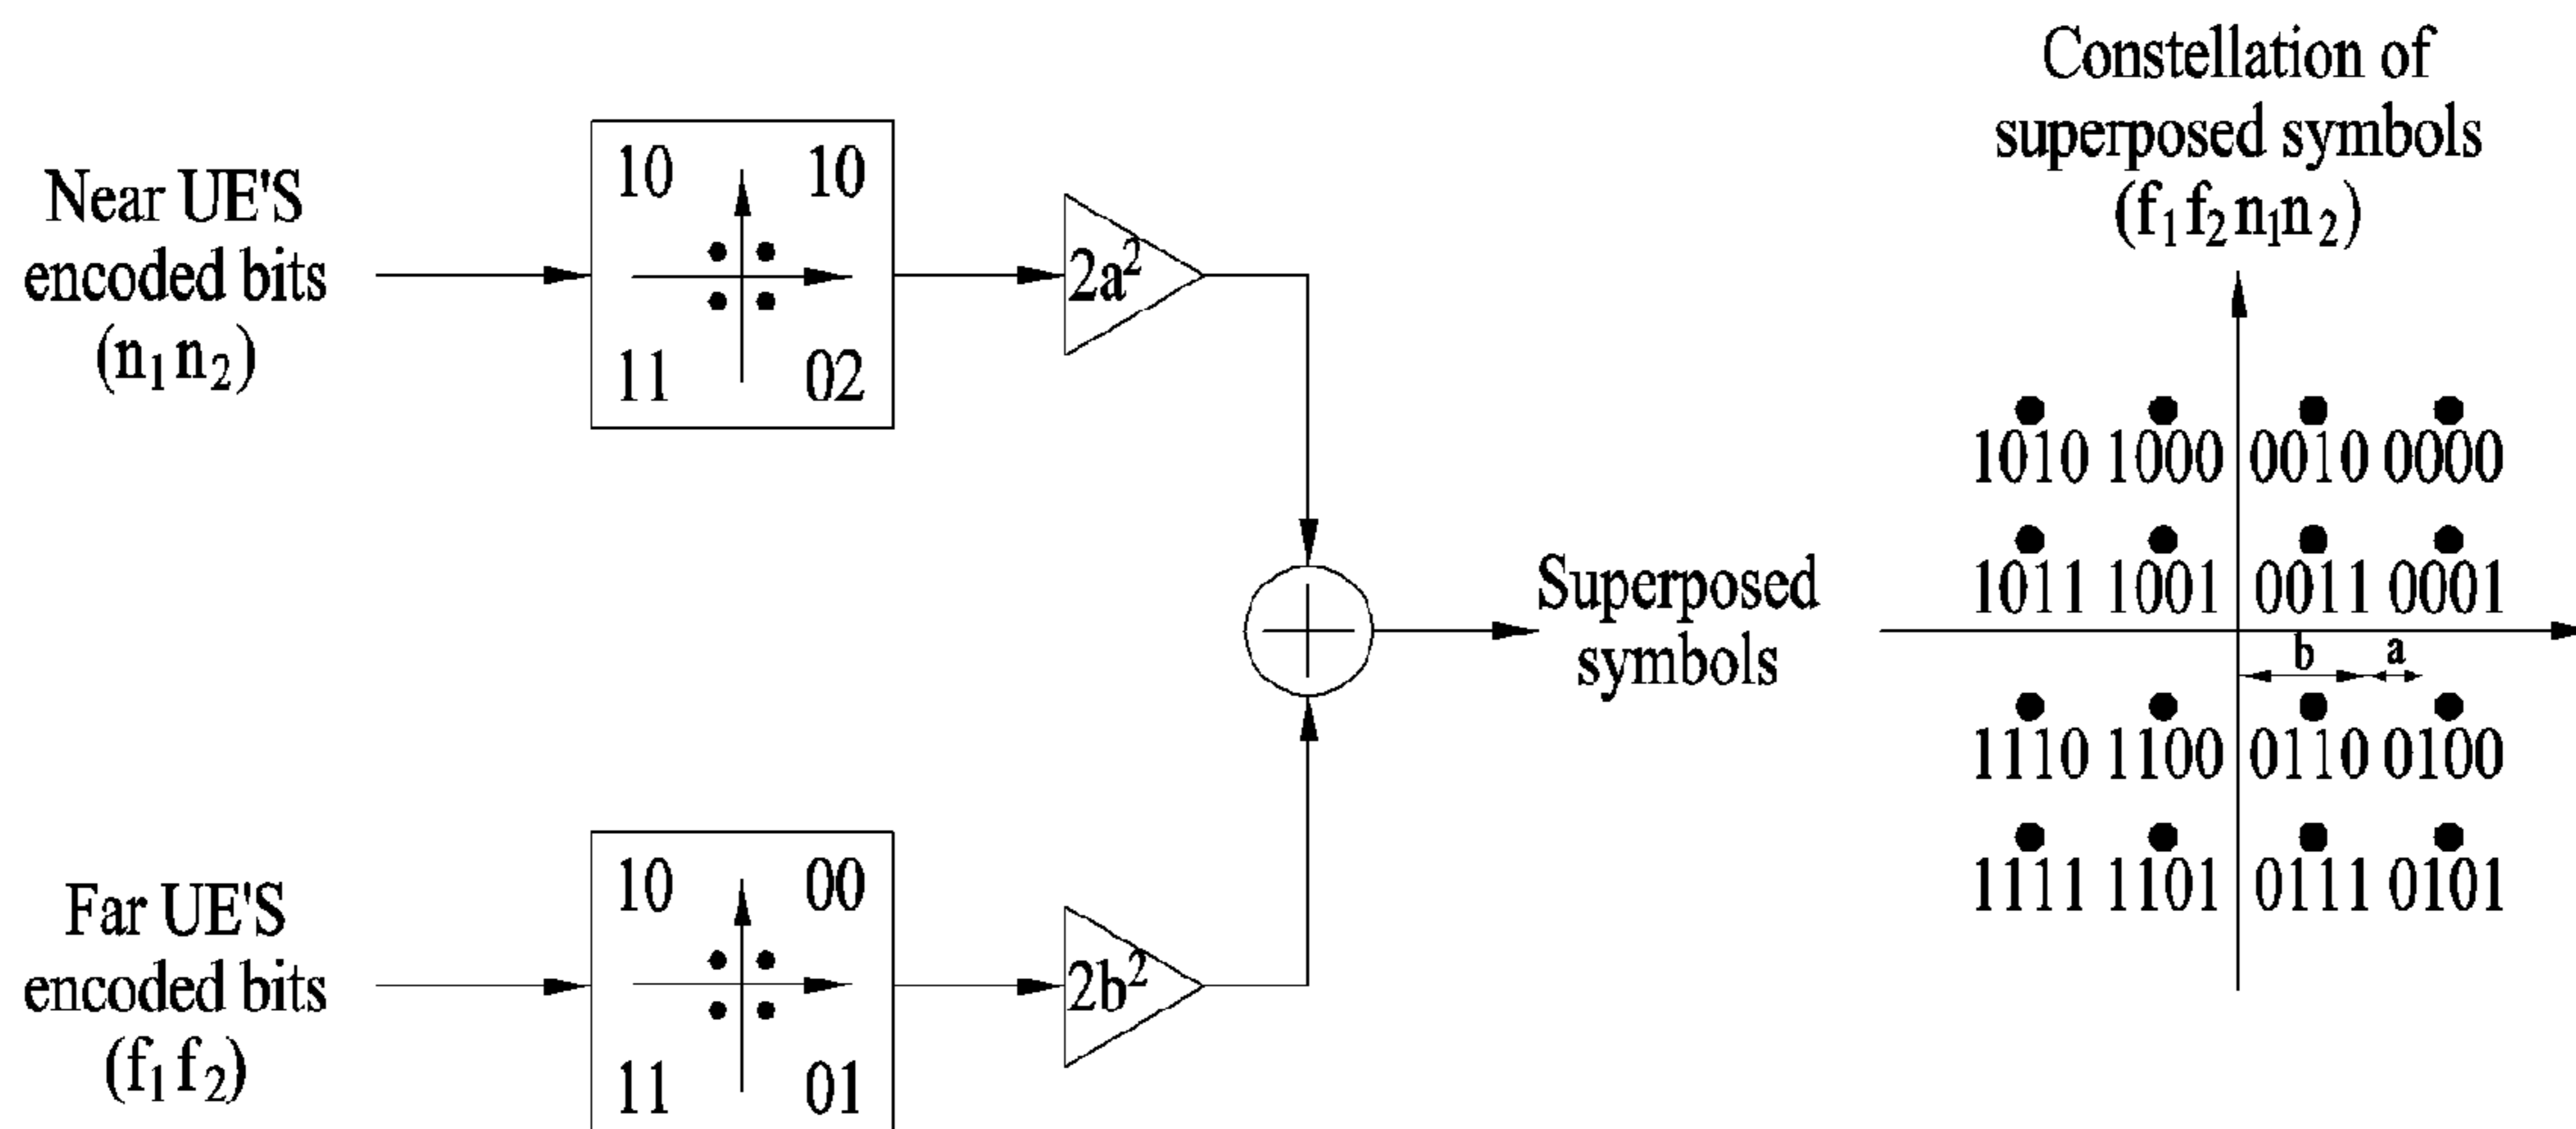 Near UE'S
encoded bits
(n₁n₂)
10 10
11 02
2a²
Far UE'S
encoded bits
(f₁f₂)
10 00
11 01
2b²
Superposed
symbols
Constellation of
superposed symbols
(f₁f₂n₁n₂)
1010 1000 0010 0000
1011 1001 0011 0001
b a
1110 1100 0110 0100
1111 1101 0111 0101